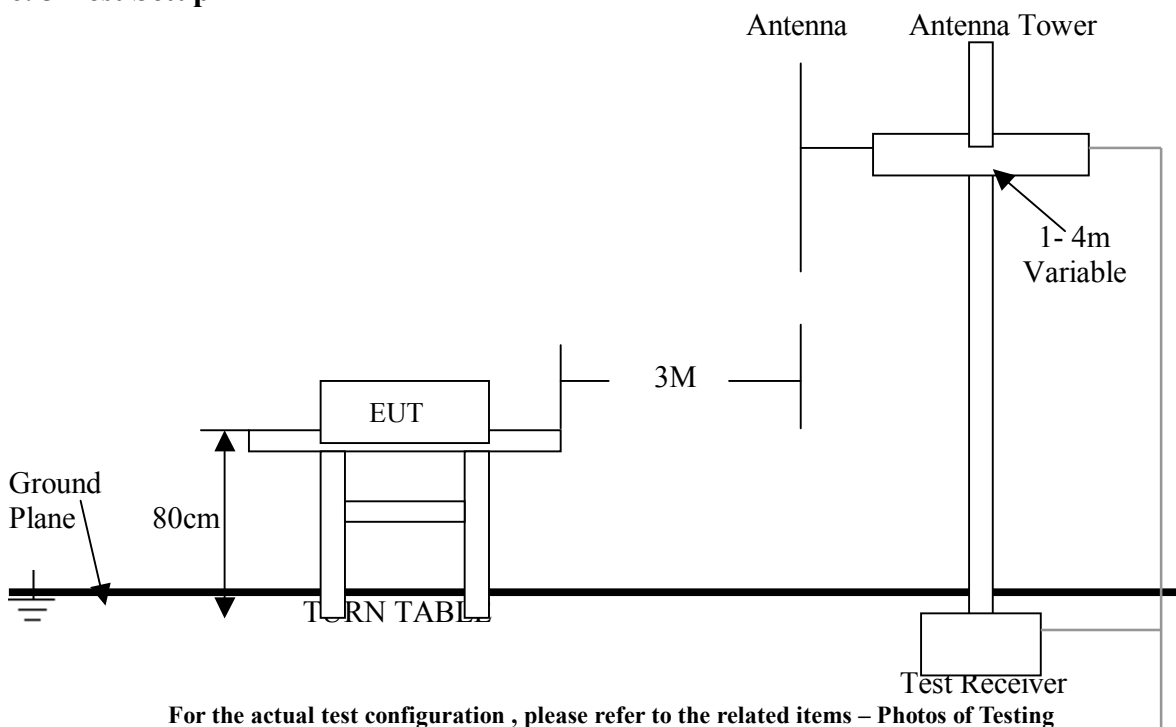 Antenna
Antenna Tower
1- 4m
Variable
3M
EUT
Ground
Plane
80cm
TURN TABLE
Test Receiver
For the actual test configuration , please refer to the related items – Photos of Testing